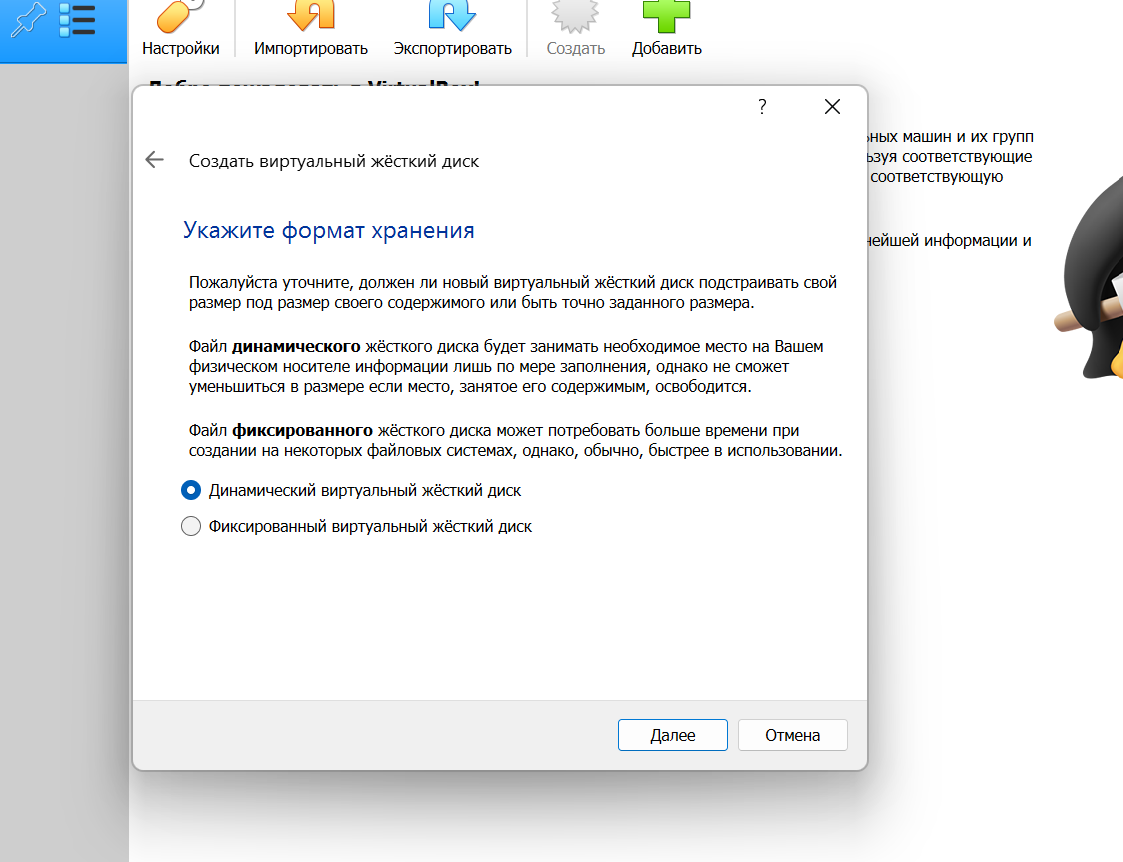 Настройки
Импортировать
Экспортировать
Создать
Добавить
Добро пожаловать в VirtualBox!
?
машин и их групп
соответствующие
соответствующую
информации и
Создать виртуальный жёсткий диск
Укажите формат хранения
Пожалуйста уточните, должен ли новый виртуальный жёсткий диск подстраивать свой
размер под размер своего содержимого или быть точно заданного размера.
Файл динамического жёсткого диска будет занимать необходимое место на Вашем
физическом носителе информации лишь по мере заполнения, однако не сможет
уменьшиться в размере если место, занятое его содержимым, освободится.
Файл фиксированного жёсткого диска может потребовать больше времени при
создании на некоторых файловых системах, однако, обычно, быстрее в использовании.
Динамический виртуальный жёсткий диск
Фиксированный виртуальный жёсткий диск
Далее
Отмена